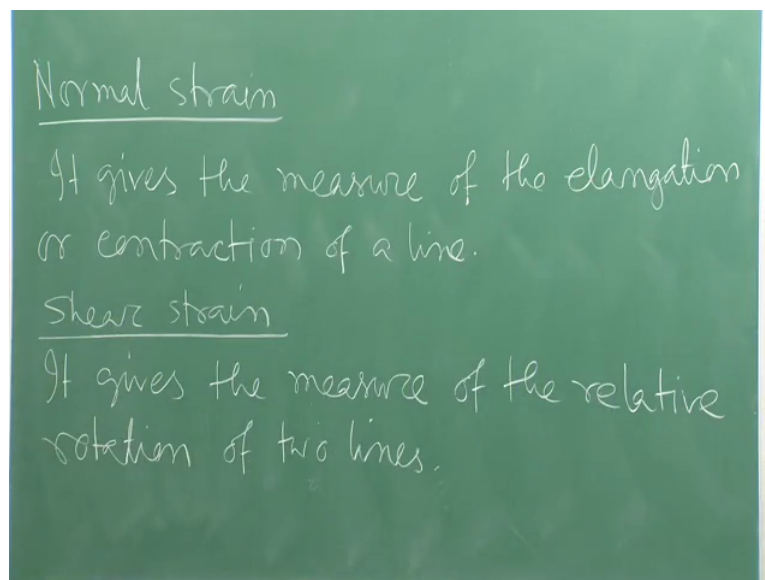 Normal strain
It gives the measure of the elangation
or contraction of a line.
Shear strain
It gives the measure of the relative
rotation of two lines.